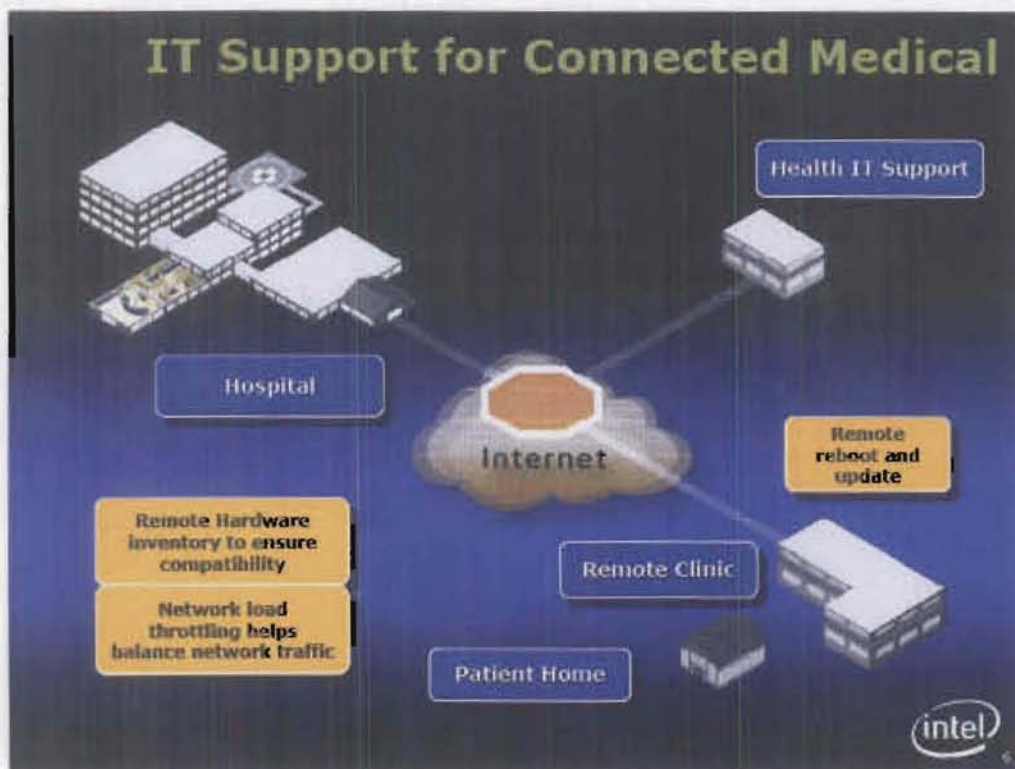 IT Support for Connected Medical
Health IT Support
Hospital
Internet
Remote
reboot and
update
Remote Hardware
inventory to ensure
compatibility
Network load
throttling helps
balance network traffic
Remote Clinic
Patient Home
intel
6